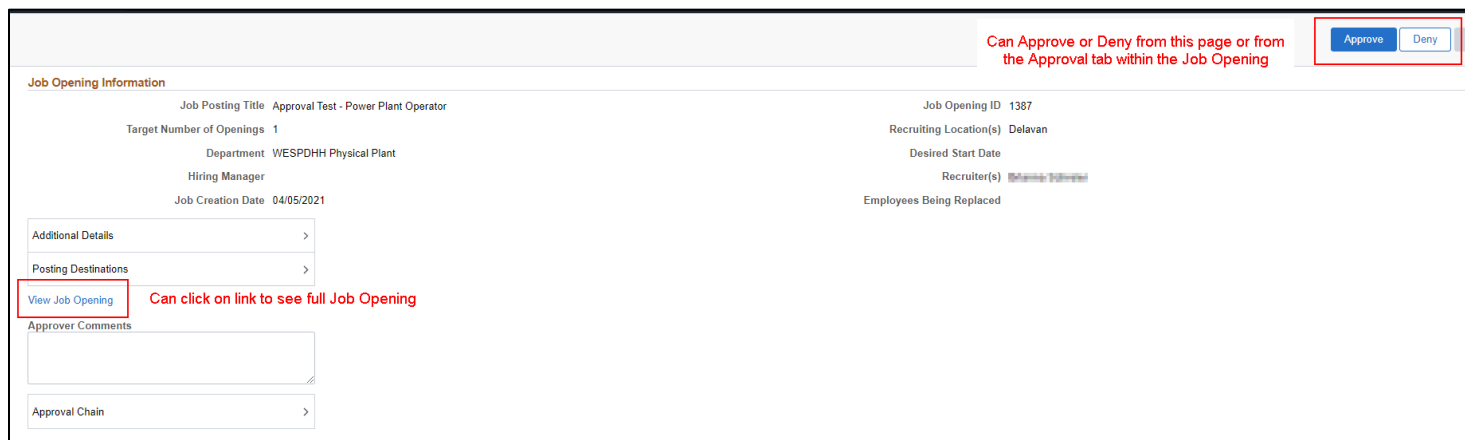 Can Approve or Deny from this page or from
the Approval tab within the Job Opening
Approve Deny
Job Opening Information
Job Posting Title Approval Test - Power Plant Operator
Job Opening ID 1387
Target Number of Openings 1
Recruiting Location(s) Delavan
Department WESPDHH Physical Plant
Desired Start Date
Hiring Manager
Recruiter(s)
Job Creation Date 04/05/2021
Employees Being Replaced
Additional Details
Posting Destinations
View Job Opening Can click on link to see full Job Opening
Approver Comments
Approval Chain